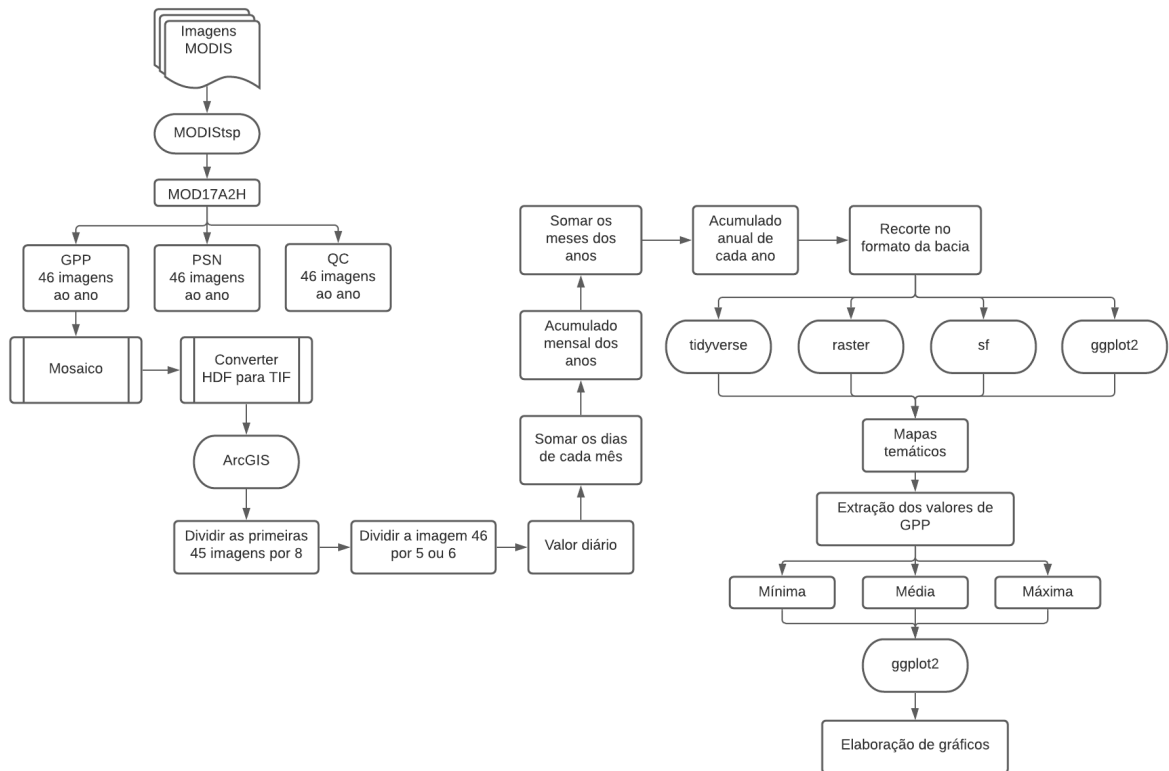 Imagens
MODIS
MODIStsp
MOD17A2H
GPP
46 imagens
ao ano
PSN
46 imagens
ao ano
QC
46 imagens
ao ano
Mosaico
Converter
HDF para TIF
ArcGIS
Dividir as primeiras
45 imagens por 8
Dividir a imagem 46
por 5 ou 6
Valor diário
Somar os dias
de cada mês
Acumulado
mensal dos
anos
Somar os
meses dos
anos
Acumulado
anual de
cada ano
Recorte no
formato da bacia
tidyverse
raster
sf
ggplot2
Mapas
temáticos
Extração dos valores de
GPP
Mínima
Média
Máxima
ggplot2
Elaboração de gráficos